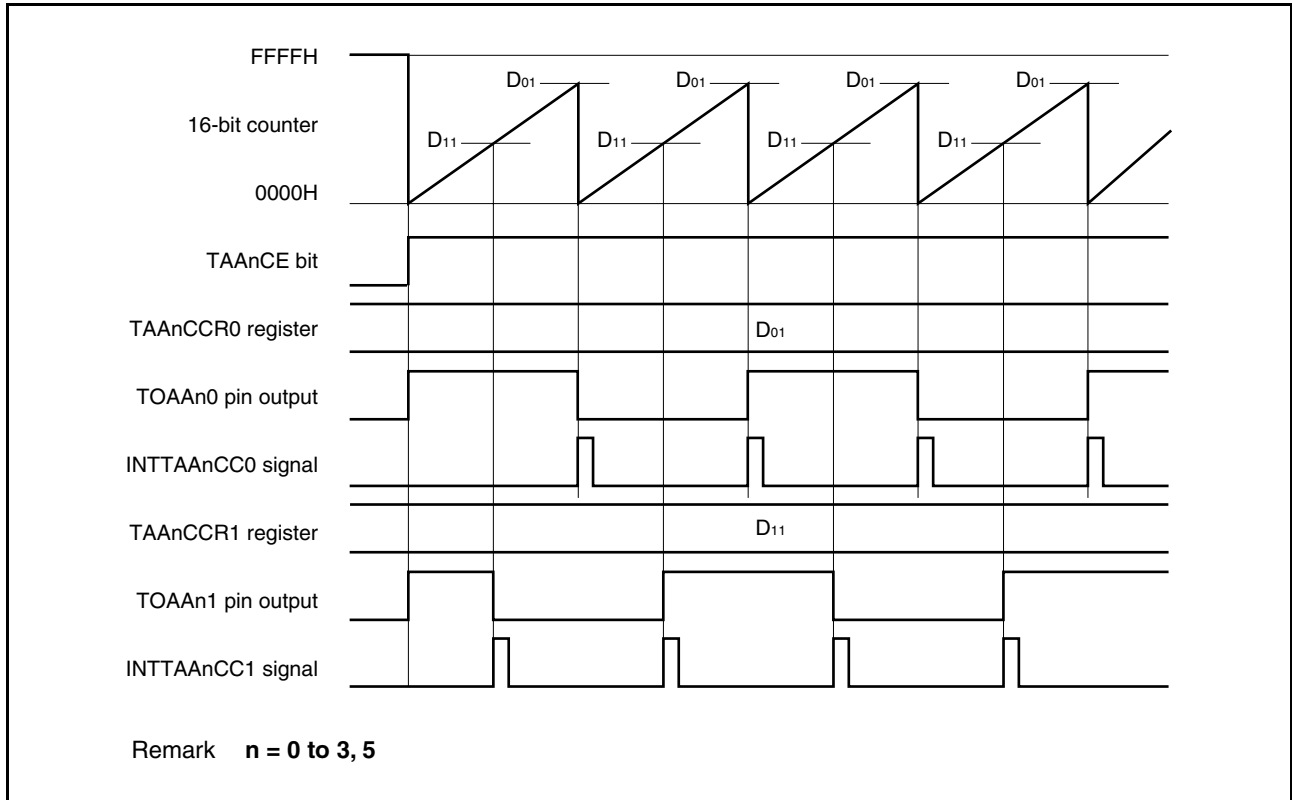 FFFFH
D01 D01 D01 D01
16-bit counter
D11 D11 D11 D11
0000H
TAAnCE bit
TAAnCCR0 register D01
TOAAn0 pin output
INTTAAnCC0 signal
TAAnCCR1 register D11
TOAAn1 pin output
INTTAAnCC1 signal
Remark n = 0 to 3, 5